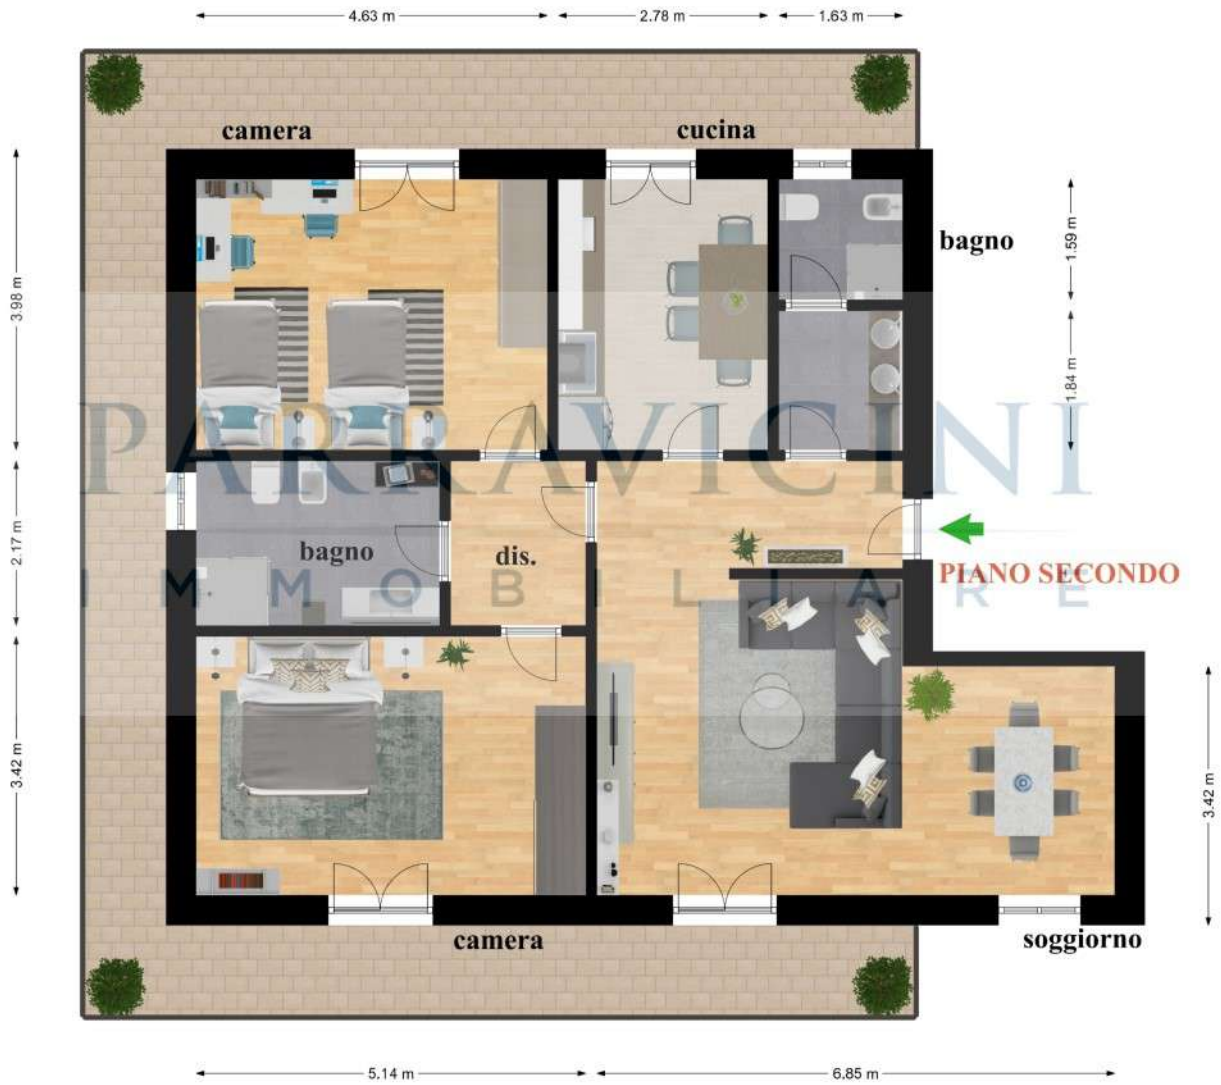 4.63 m
2.78 m
1.63 m
camera
cucina
bagno
1.59 m
3.98 m
1.84 m
PARRAVICINI
2.17 m
bagno
dis.
PIANO SECONDO
IMMOBILIARE
3.42 m
3.42 m
camera
soggiorno
5.14 m
6.85 m